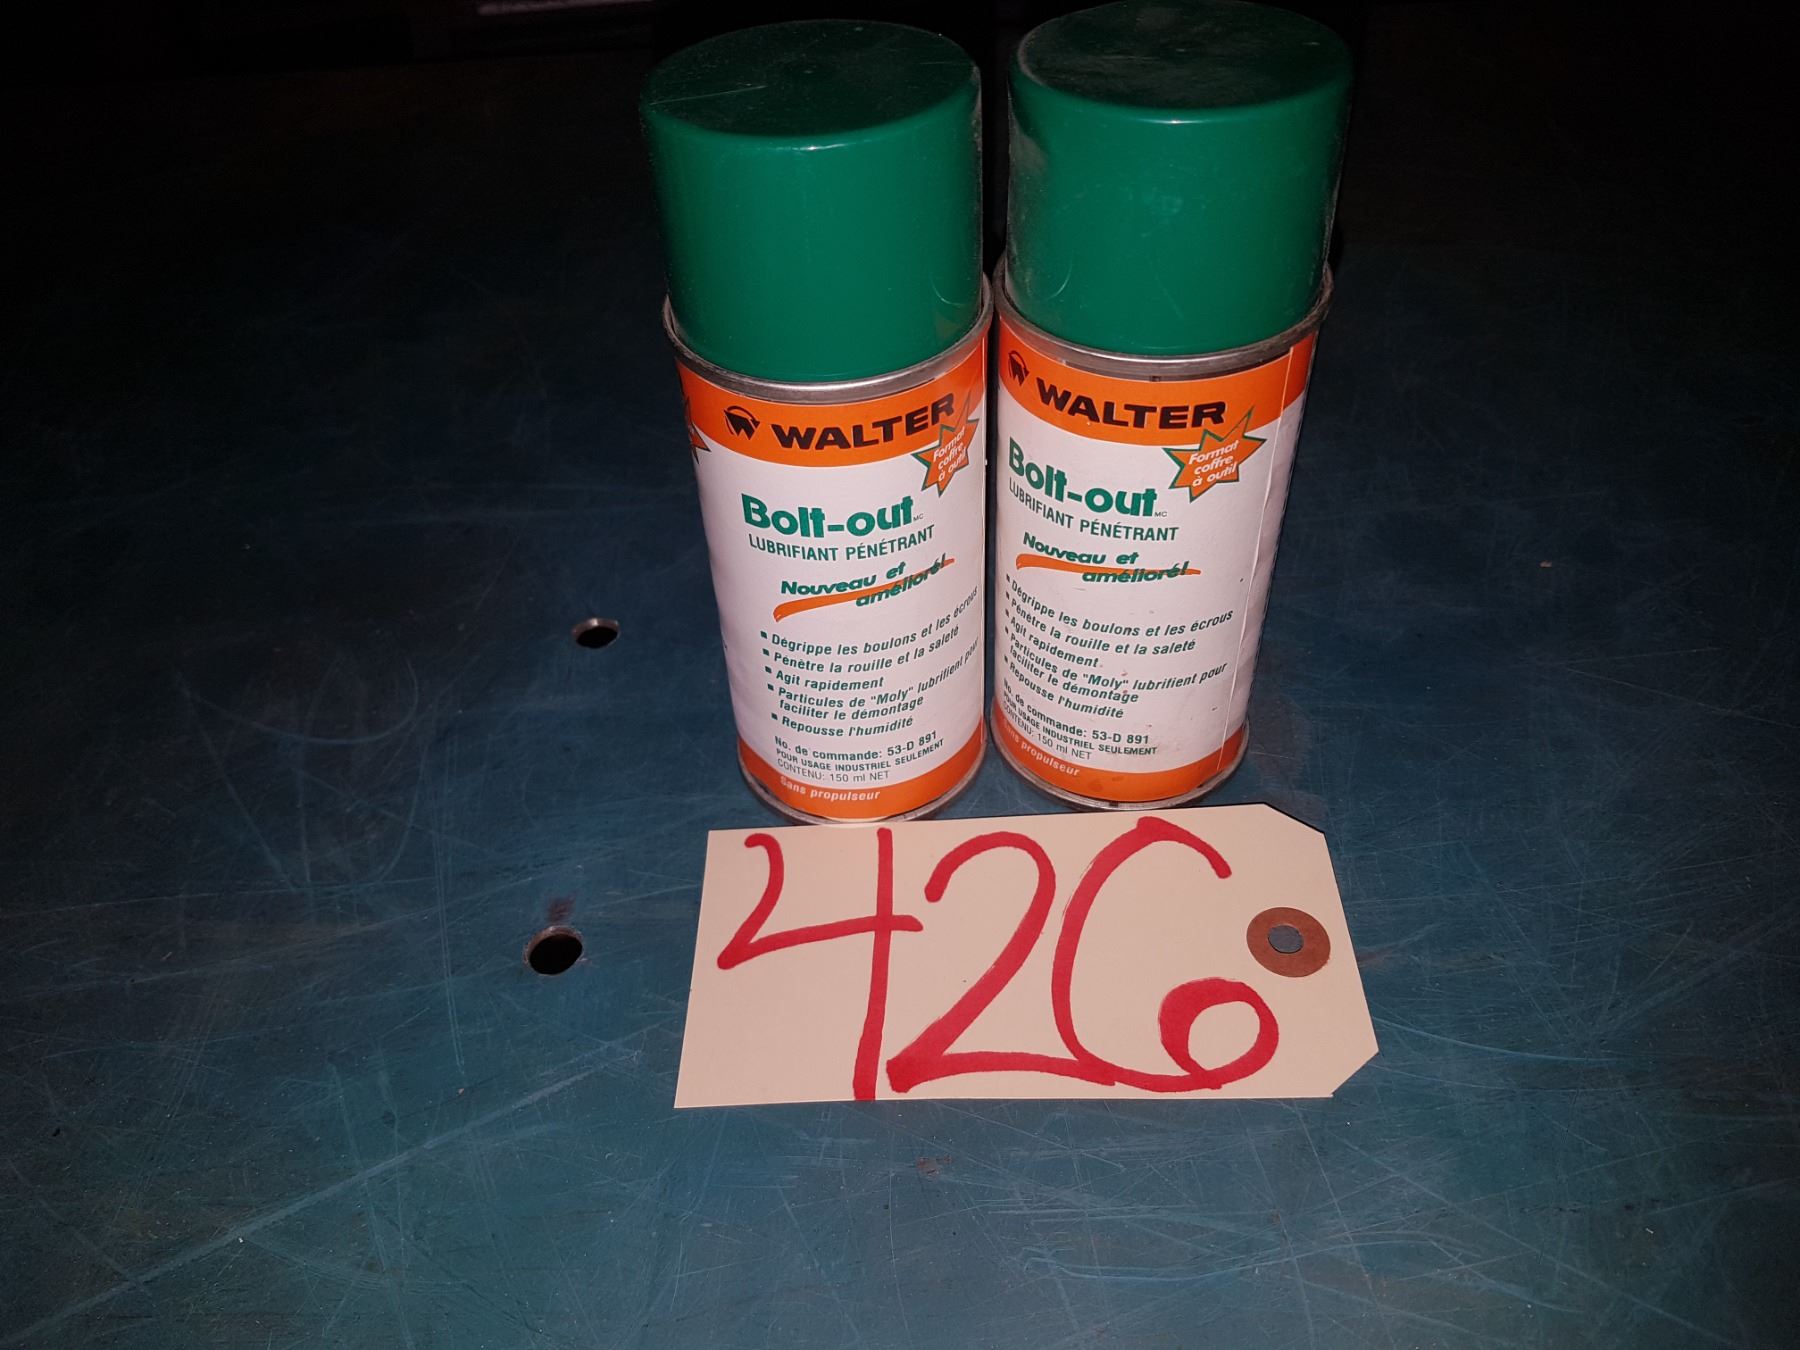 WALTER
Format
coffre
à outil
Bolt-out MC
LUBRIFIANT PÉNÉTRANT
Nouveau et
amélioré!
▪ Dégrippe les boulons et les écrous
▪ Pénètre la rouille et la saleté
▪ Agit rapidement
▪ Particules de "Moly" lubrifient pour
faciliter le démontage
▪ Repousse l'humidité
No. de commande: 53-D 891
POUR USAGE INDUSTRIEL SEULEMENT
CONTENU: 150 ml NET
Sans propulseur
WALTER
Format
coffre
à outil
Bolt-out MC
LUBRIFIANT PÉNÉTRANT
Nouveau et
amélioré!
▪ Dégrippe les boulons et les écrous
▪ Pénètre la rouille et la saleté
▪ Agit rapidement
▪ Particules de "Moly" lubrifient pour
faciliter le démontage
▪ Repousse l'humidité
No. de commande: 53-D 891
POUR USAGE INDUSTRIEL SEULEMENT
CONTENU: 150 ml NET
Sans propulseur
426